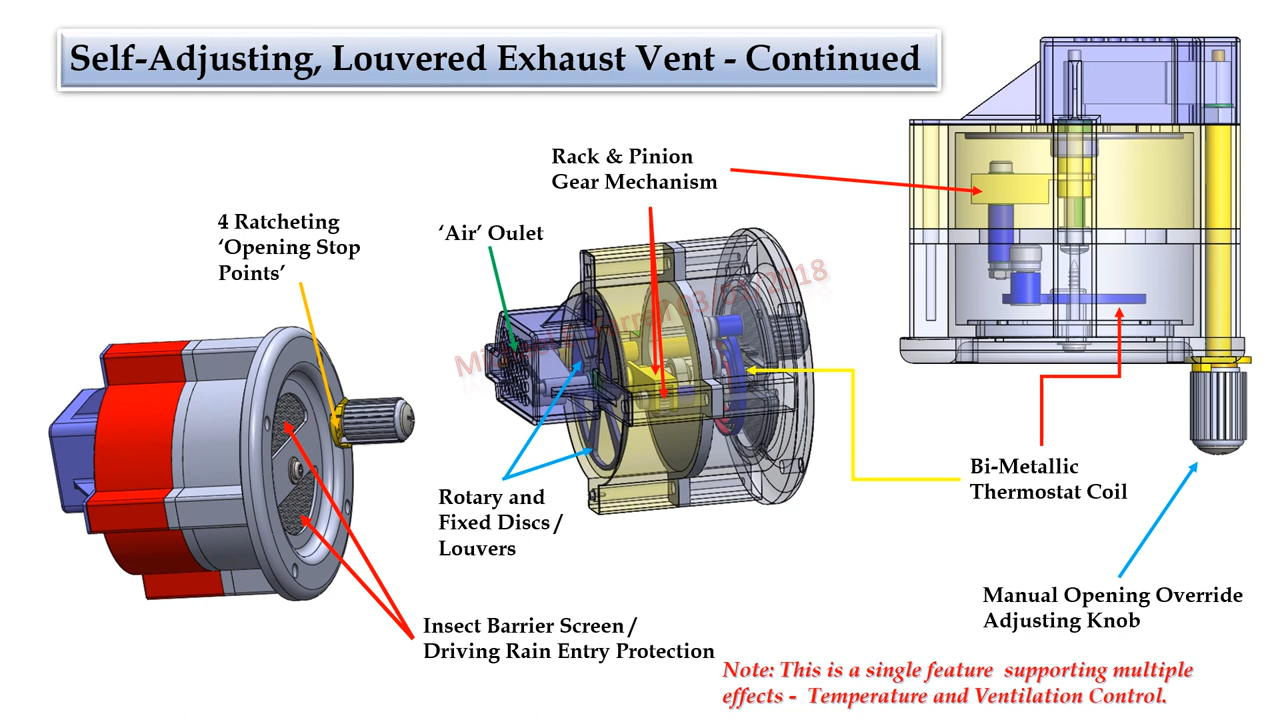 Self-Adjusting, Louvered Exhaust Vent - Continued
Rack & Pinion
Gear Mechanism
4 Ratcheting
‘Opening Stop
Points’
‘Air’ Oulet
Rotary and
Fixed Discs /
Louvers
Bi-Metallic
Thermostat Coil
Manual Opening Override
Adjusting Knob
Insect Barrier Screen /
Driving Rain Entry Protection
Note: This is a single feature supporting multiple
effects - Temperature and Ventilation Control.